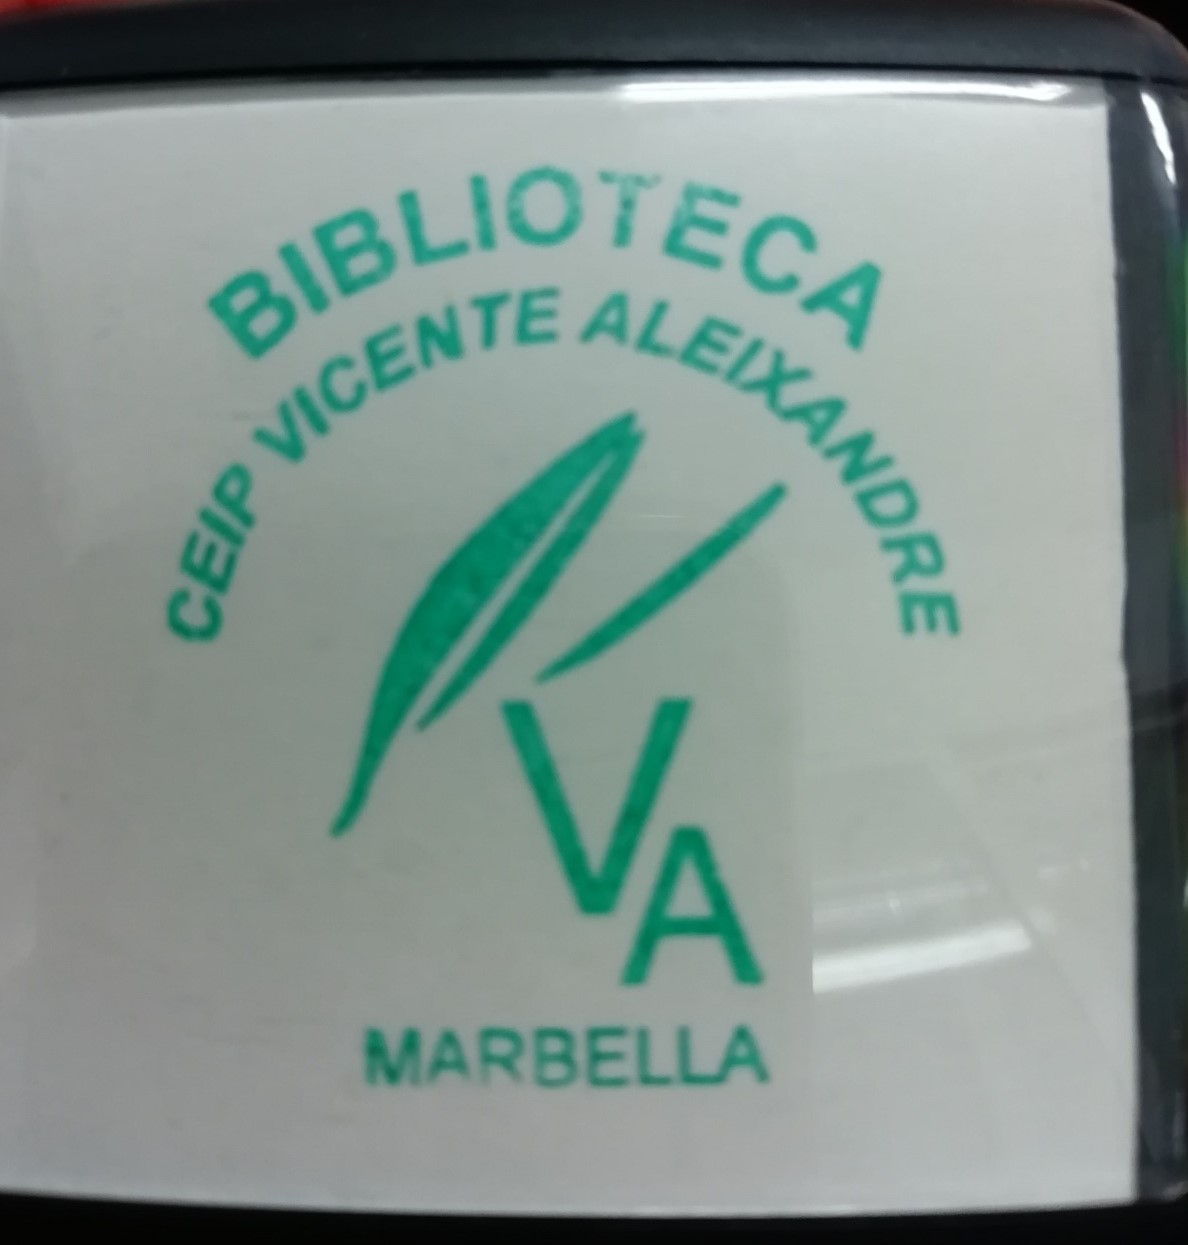 BIBLIOTECA
CEIP VICENTE ALEIXANDRE
VA
MARBELLA